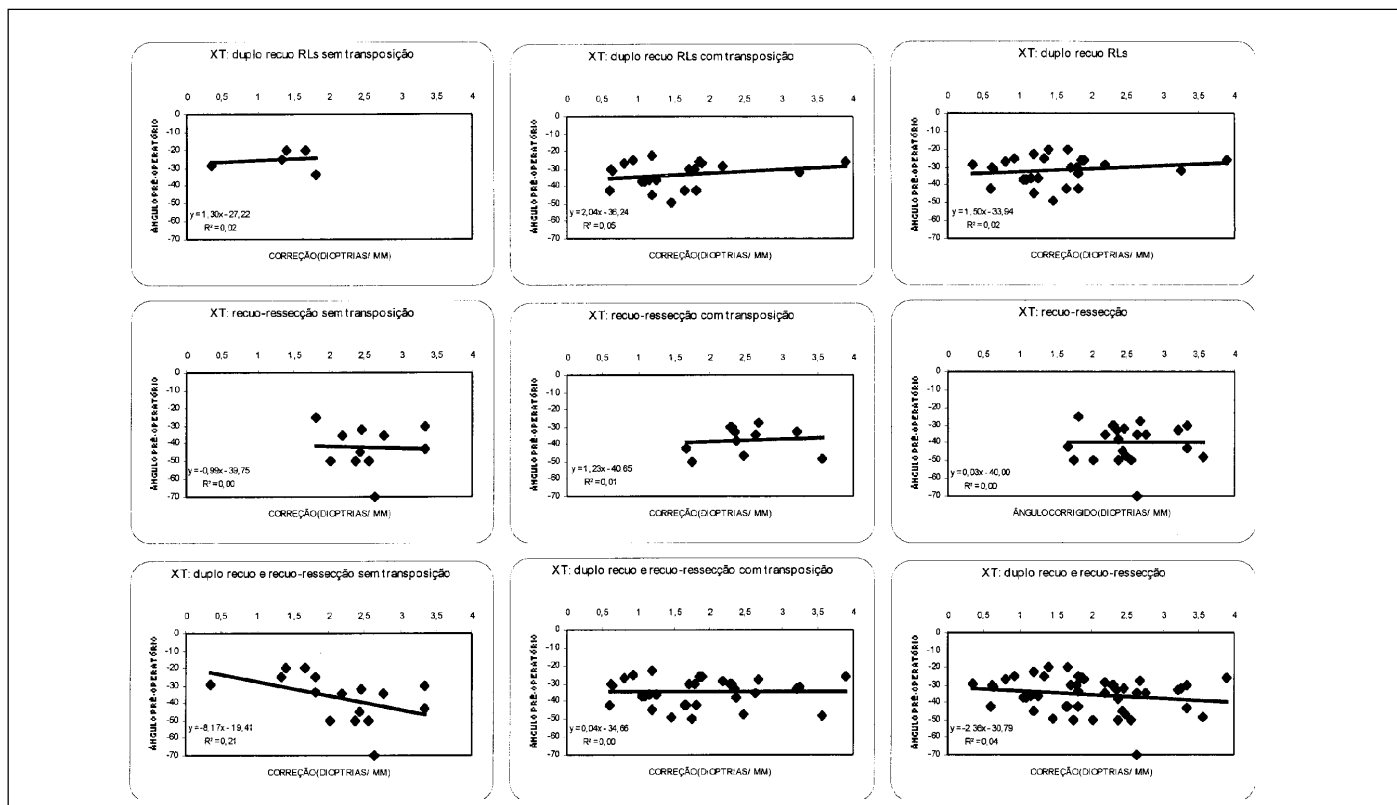 XT: duplo recuo RLs sem transposição
0 0,5 1 1,5 2 2,5 3 3,5 4
0
-10
-20
-30
-40
-50
-60
-70
ÂNGULO PRÉ-OPERATÓRIO
y = 1,30x - 27,22
R² = 0,02
CORREÇÃO(DIOPTRIAS/ MM)
XT: duplo recuo RLs com transposição
0 0,5 1 1,5 2 2,5 3 3,5 4
0
-10
-20
-30
-40
-50
-60
-70
ÂNGULO PRÉ-OPERATÓRIO
y = 2,04x - 36,24
R² = 0,05
CORREÇÃO(DIOPTRIAS/ MM)
XT: duplo recuo RLs
0 0,5 1 1,5 2 2,5 3 3,5 4
0
-10
-20
-30
-40
-50
-60
-70
ÂNGULO PRÉ-OPERATÓRIO
y = 1,50x - 33,94
R² = 0,02
CORREÇÃO(DIOPTRIAS/ MM)
XT: recuo-ressecção sem transposição
0 0,5 1 1,5 2 2,5 3 3,5 4
0
-10
-20
-30
-40
-50
-60
-70
ÂNGULO PRÉ-OPERATÓRIO
y = -0,99x - 39,75
R² = 0,00
CORREÇÃO(DIOPTRIAS/ MM)
XT: recuo-ressecção com transposição
0 0,5 1 1,5 2 2,5 3 3,5 4
0
-10
-20
-30
-40
-50
-60
-70
ÂNGULO PRÉ-OPERATÓRIO
y = 1,23x - 40,65
R² = 0,01
CORREÇÃO(DIOPTRIAS/ MM)
XT: recuo-ressecção
0 0,5 1 1,5 2 2,5 3 3,5 4
0
-10
-20
-30
-40
-50
-60
-70
ÂNGULO PRÉ-OPERATÓRIO
y = 0,03x - 40,00
R² = 0,00
ÂNGULO CORRIGIDO(DIOPTRIAS/ MM)
XT: duplo recuo e recuo-ressecção sem transposição
0 0,5 1 1,5 2 2,5 3 3,5 4
0
-10
-20
-30
-40
-50
-60
-70
ÂNGULO PRÉ-OPERATÓRIO
y = -8,17x - 19,41
R² = 0,21
CORREÇÃO(DIOPTRIAS/ MM)
XT: duplo recuo e recuo-ressecção com transposição
0 0,5 1 1,5 2 2,5 3 3,5 4
0
-10
-20
-30
-40
-50
-60
-70
ÂNGULO PRÉ-OPERATÓRIO
y = 0,04x - 34,66
R² = 0,00
CORREÇÃO(DIOPTRIAS/ MM)
XT: duplo recuo e recuo-ressecção
0 0,5 1 1,5 2 2,5 3 3,5 4
0
-10
-20
-30
-40
-50
-60
-70
ÂNGULO PRÉ-OPERATÓRIO
y = -2,36x - 30,79
R² = 0,04
CORREÇÃO(DIOPTRIAS/ MM)